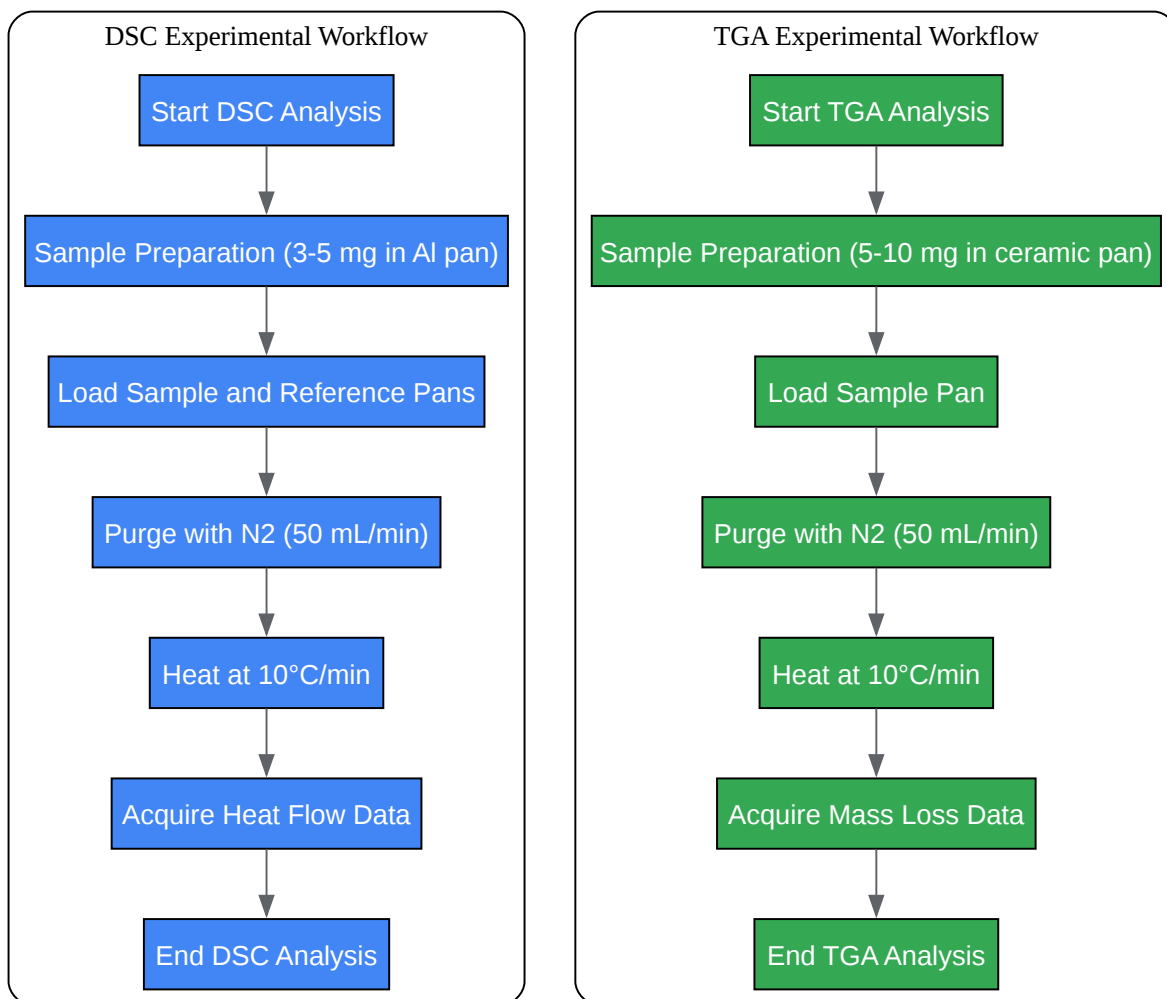 DSC Experimental Workflow
Start DSC Analysis
Sample Preparation (3-5 mg in Al pan)
Load Sample and Reference Pans
Purge with N2 (50 mL/min)
Heat at 10°C/min
Acquire Heat Flow Data
End DSC Analysis
TGA Experimental Workflow
Start TGA Analysis
Sample Preparation (5-10 mg in ceramic pan)
Load Sample Pan
Purge with N2 (50 mL/min)
Heat at 10°C/min
Acquire Mass Loss Data
End TGA Analysis